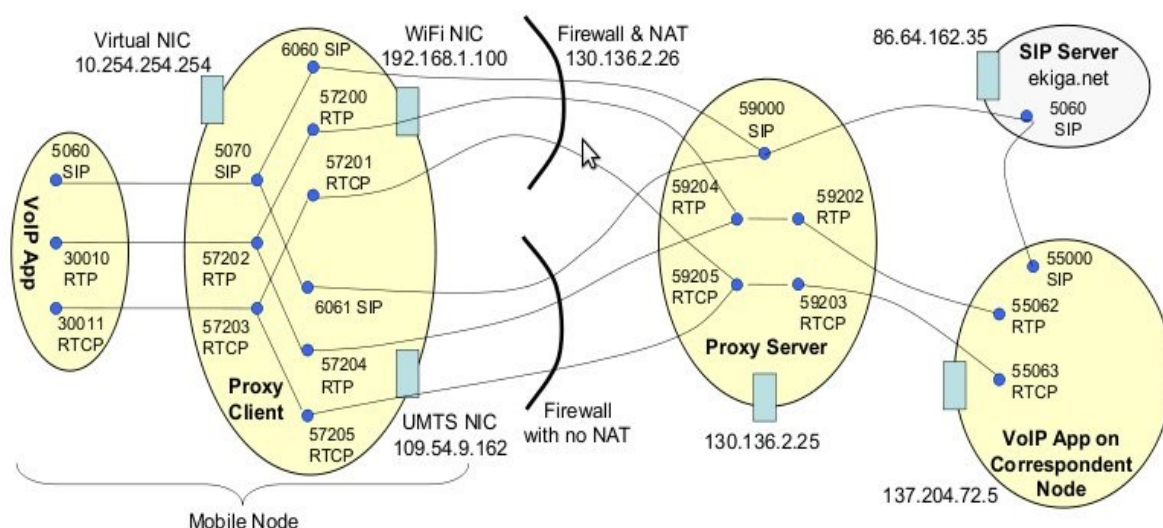 Virtual NIC
10.254.254.254
6060 SIP
WiFi NIC
192.168.1.100
Firewall & NAT
130.136.2.26
86.64.162.35
SIP Server
ekiga.net
5060
SIP
57200
RTP
59000
SIP
5060
SIP
5070
SIP
57201
RTCP
59204
RTP
59202
RTP
VoIP App
30010
RTP
57202
RTP
59205
RTCP
59203
RTCP
55000
SIP
6061 SIP
30011
RTCP
57203
RTCP
55062
RTP
Proxy Server
57204
RTP
55063
RTCP
Proxy
Client
Firewall
with no NAT
UMTS NIC
109.54.9.162
57205
RTCP
130.136.2.25
VoIP App on
Correspondent
Node
137.204.72.5
Mobile Node